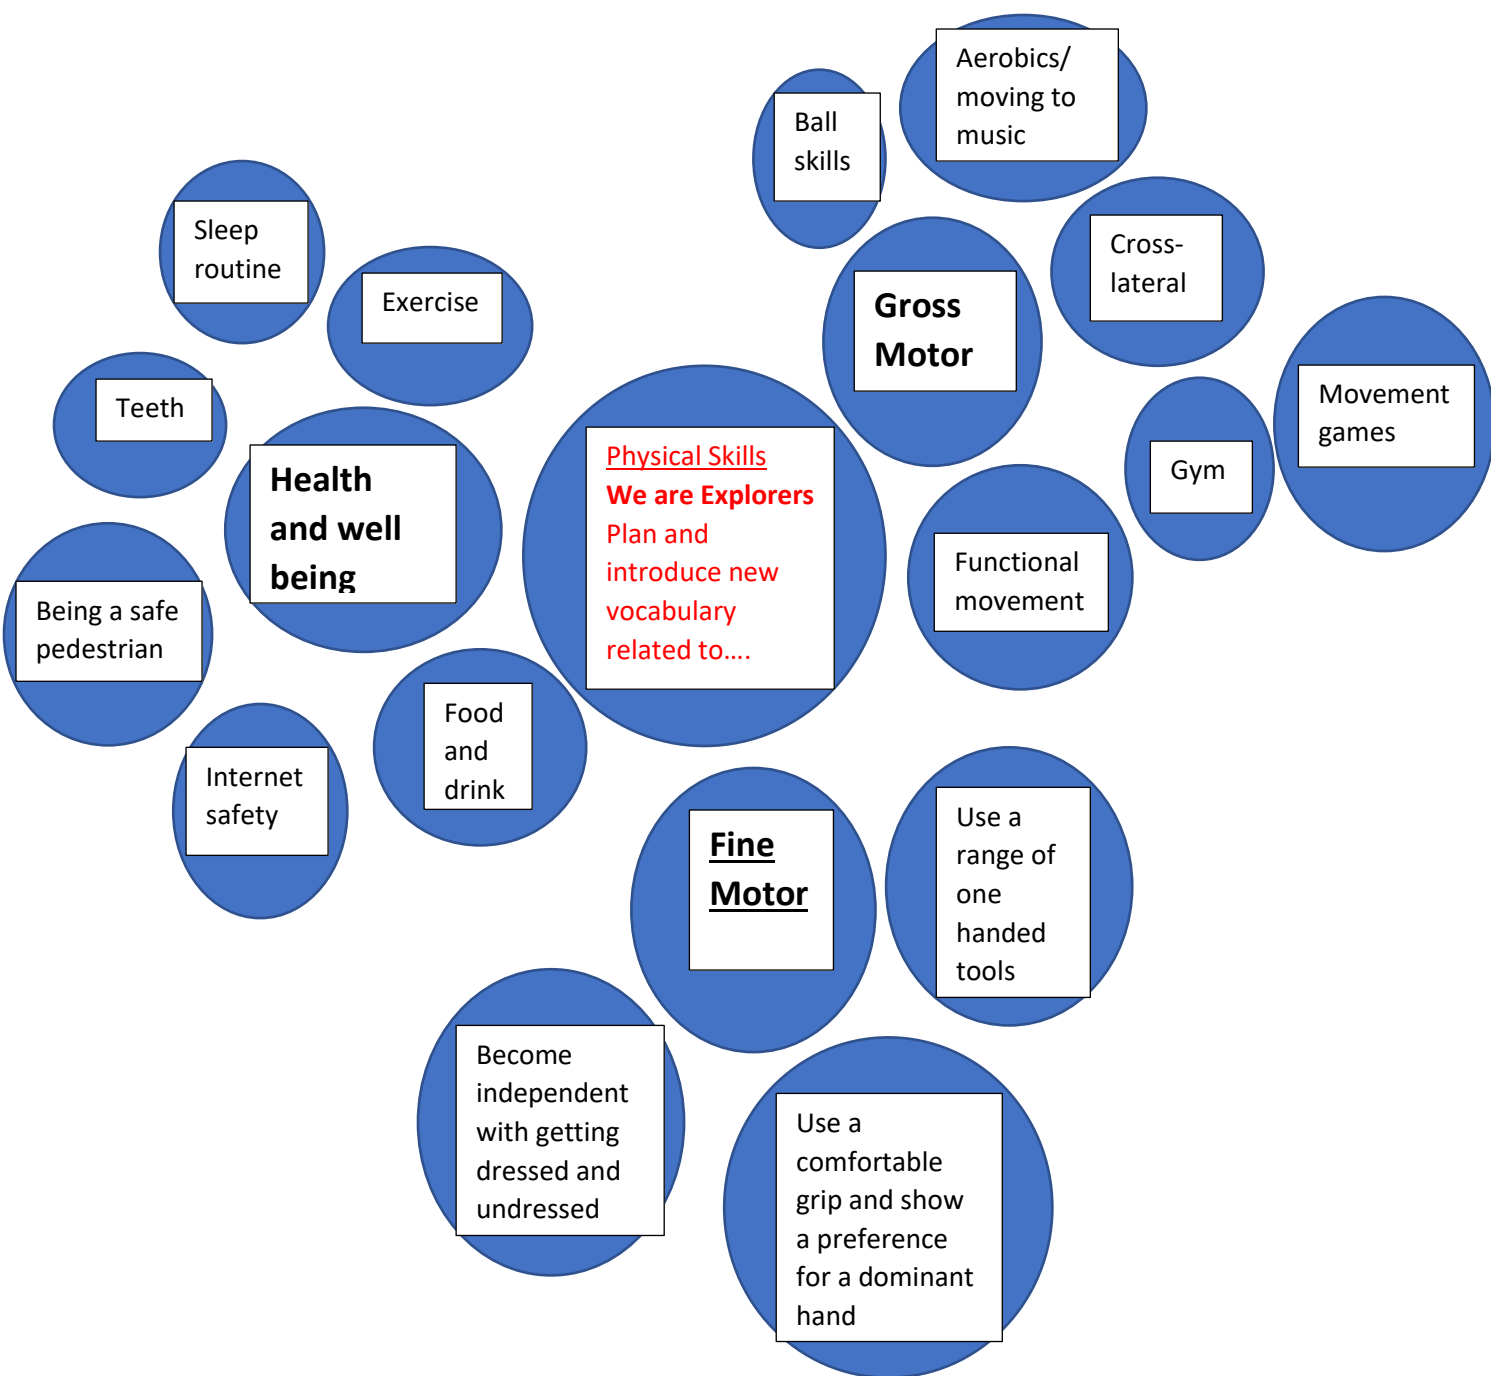 Physical Skills
We are Explorers
Plan and
introduce new
vocabulary
related to....
Gross
Motor
Ball
skills
Aerobics/
moving to
music
Cross-
lateral
Movement
games
Gym
Functional
movement
Health
and well
being
Exercise
Sleep
routine
Teeth
Being a safe
pedestrian
Internet
safety
Food
and
drink
Fine
Motor
Use a
range of
one
handed
tools
Use a
comfortable
grip and show
a preference
for a dominant
hand
Become
independent
with getting
dressed and
undressed